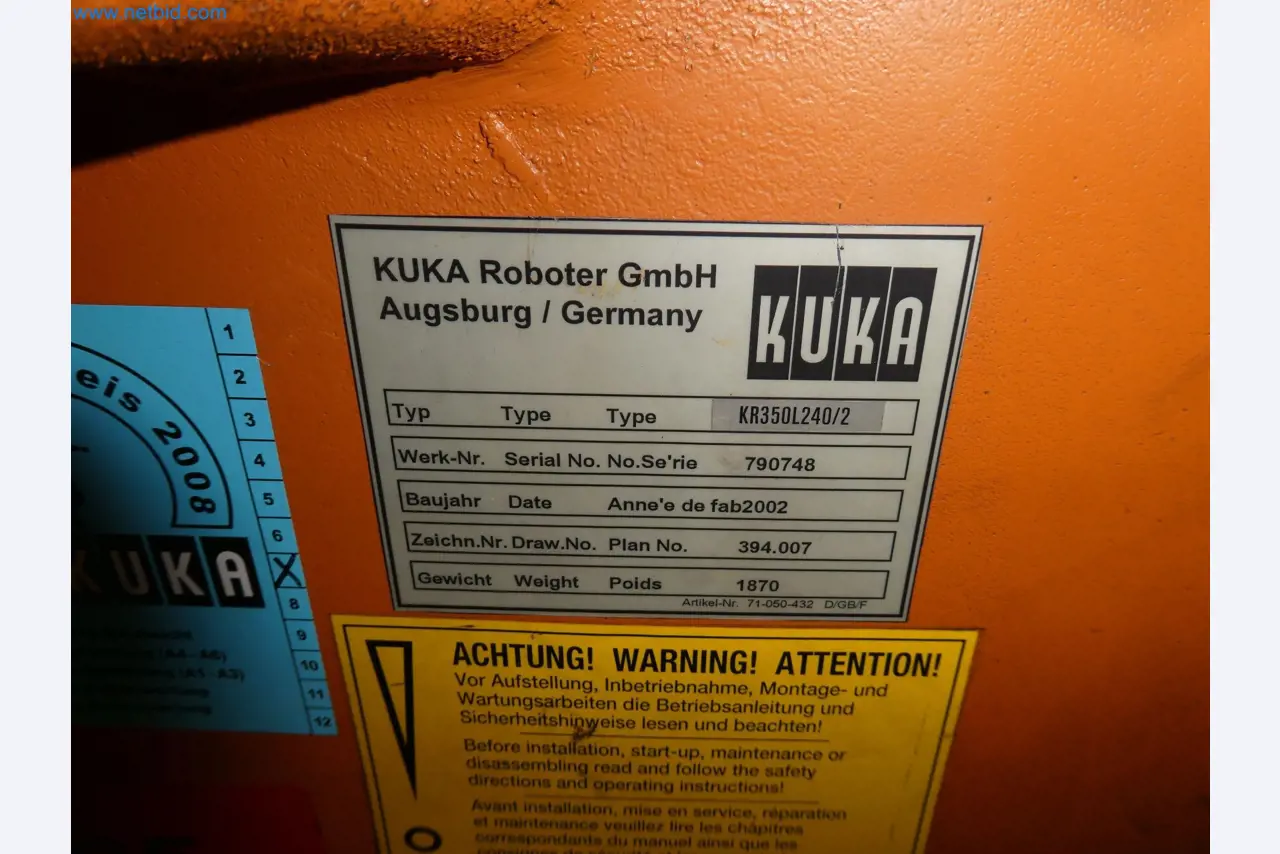 www.netbid.com
KUKA Roboter GmbH
Augsburg / Germany
KUKA
Typ Type Type KR350L240/2
Werk-Nr. Serial No. No.Se'rie 790748
Baujahr Date Anne'e de fab2002
Zeichn.Nr. Draw.No. Plan No. 394.007
Gewicht Weight Poids 1870
Artikel-Nr. 71-050-432 D/GB/F
eis 2008
1
2
3
4
5
6
X
8
9
10
11
12
KUKA
(A4-A6)
(A1-A3)
ACHTUNG! WARNING! ATTENTION!
Vor Aufstellung, Inbetriebnahme, Montage- und
Wartungsarbeiten die Betriebsanleitung und
Sicherheitshinweise lesen und beachten!
Before installation, start-up, maintenance or
disassembling read and follow the safety
directions and operating instructions!
Avant installation, mise en service, réparation
et maintenance veuillez lire les chapitres
correspondants du manuel ainsi que les